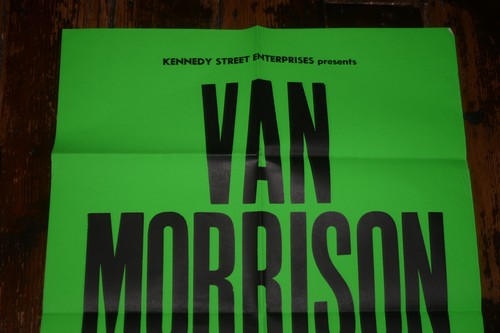 KENNEDY STREET ENTERPRISES presents
VAN
MORRISON